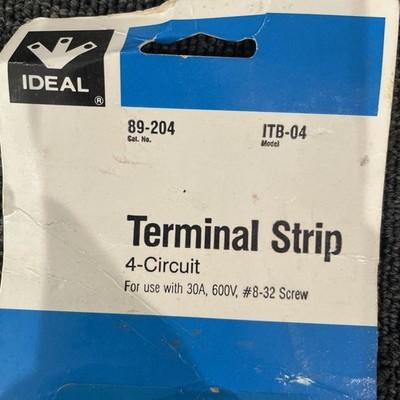 IDEAL®
89-204 ITB-04
Cat. No. Model
Terminal Strip
4-Circuit
For use with 30A, 600V, #8-32 Screw